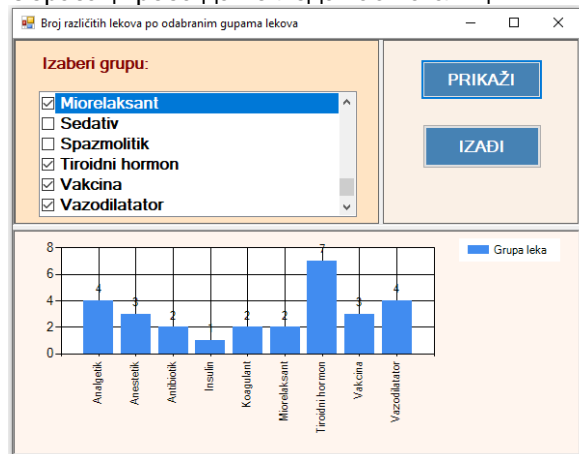 Broj različitih lekova po odabranim gupama lekova
Izaberi grupu:
Miorelaksant
Sedativ
Spazmolitik
Tiroidni hormon
Vakcina
Vazodilatator
PRIKAŽI
IZAĐI
8
6
4
2
0
4
3
2
1
2
2
7
3
4
Analgetik
Anestetik
Antibiotik
Insulin
Koagulant
Miorelaksant
Tiroidni hormon
Vakcina
Vazodilatator
Grupa leka